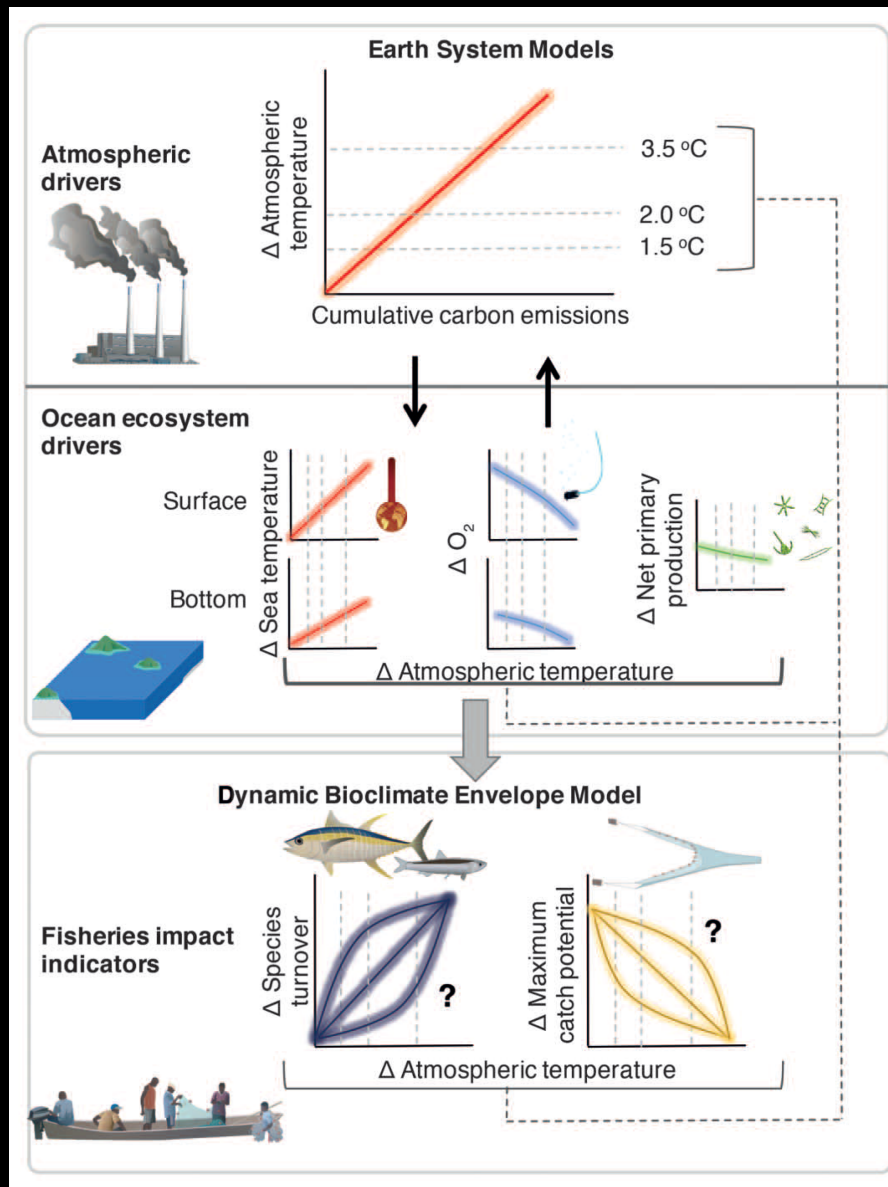 Earth System Models
Atmospheric
drivers
Δ Atmospheric
temperature
3.5 °C
2.0 °C
1.5 °C
Cumulative carbon emissions
Ocean ecosystem
drivers
Surface
Bottom
Δ Sea temperature
Δ O₂
Δ Net primary
production
Δ Atmospheric temperature
Dynamic Bioclimate Envelope Model
Fisheries impact
indicators
Δ Species
turnover
?
Δ Maximum
catch potential
?
Δ Atmospheric temperature